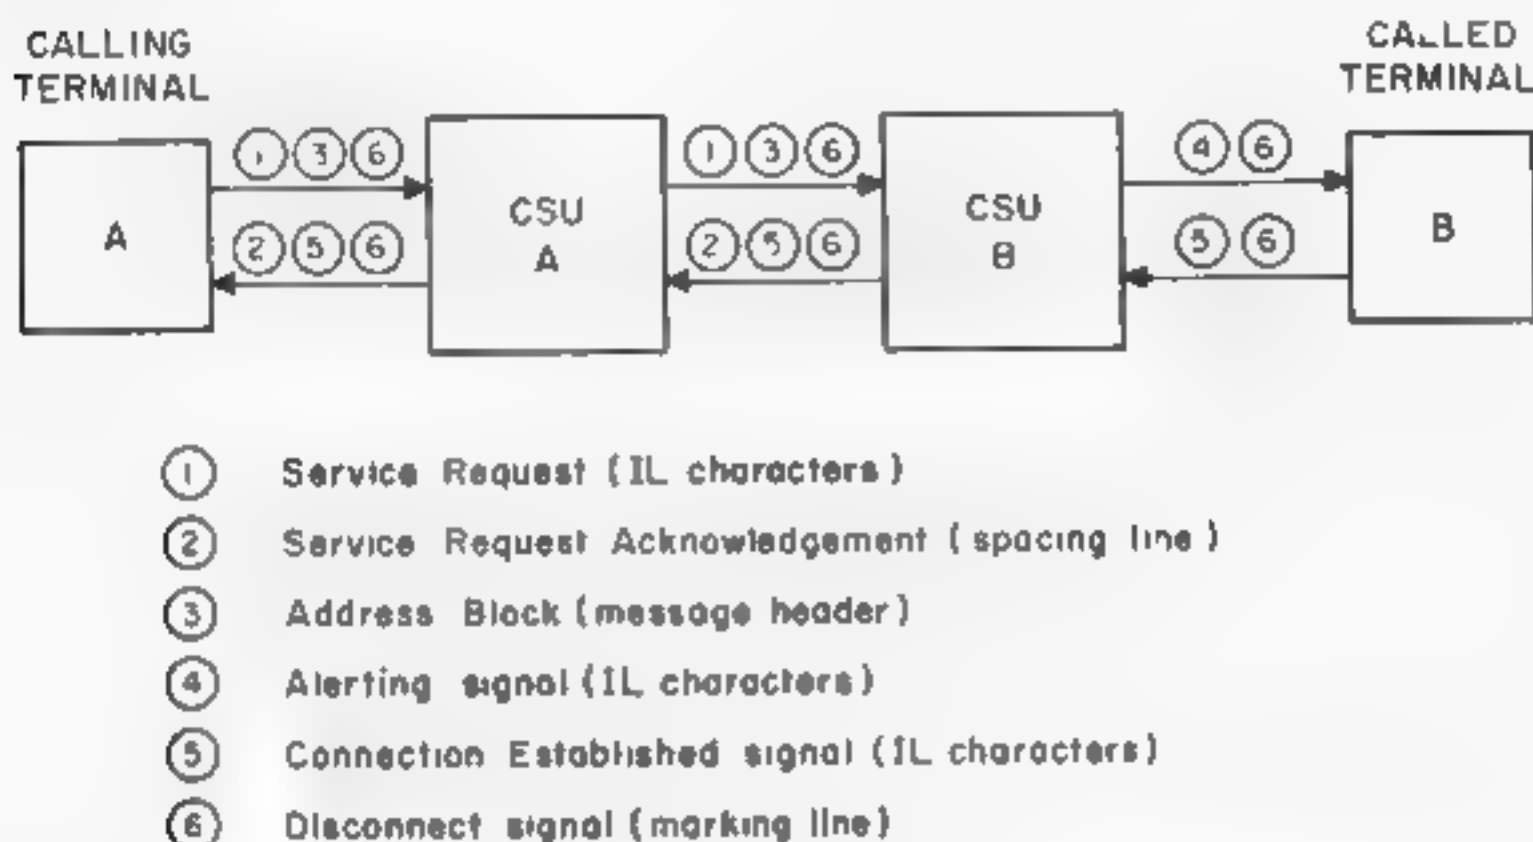 CALLING
TERMINAL
CALLED
TERMINAL
A
① ③ ⑥
② ⑤ ⑥
CSU
A
① ③ ⑥
② ⑤ ⑥
CSU
B
④ ⑥
⑤ ⑥
B
① Service Request (IL characters)
② Service Request Acknowledgement (spacing line)
③ Address Block (message header)
④ Alerting signal (IL characters)
⑤ Connection Established signal (IL characters)
⑥ Disconnect signal (marking line)